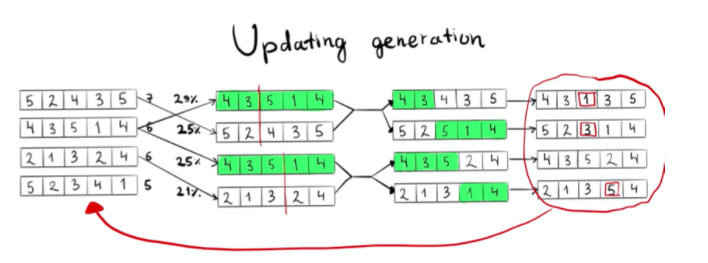 Updating generation
5 2 4 3 5 7 29% 4 3 5 1 4 4 3 4 3 5 4 3 1 3 5
4 3 5 1 4 6 25% 5 2 4 3 5 5 2 5 1 4 5 2 3 1 4
2 1 3 2 4 6 25% 4 3 5 1 4 4 3 5 2 4 4 3 5 2 4
5 2 3 4 1 5 21% 2 1 3 2 4 2 1 3 1 4 2 1 3 5 4